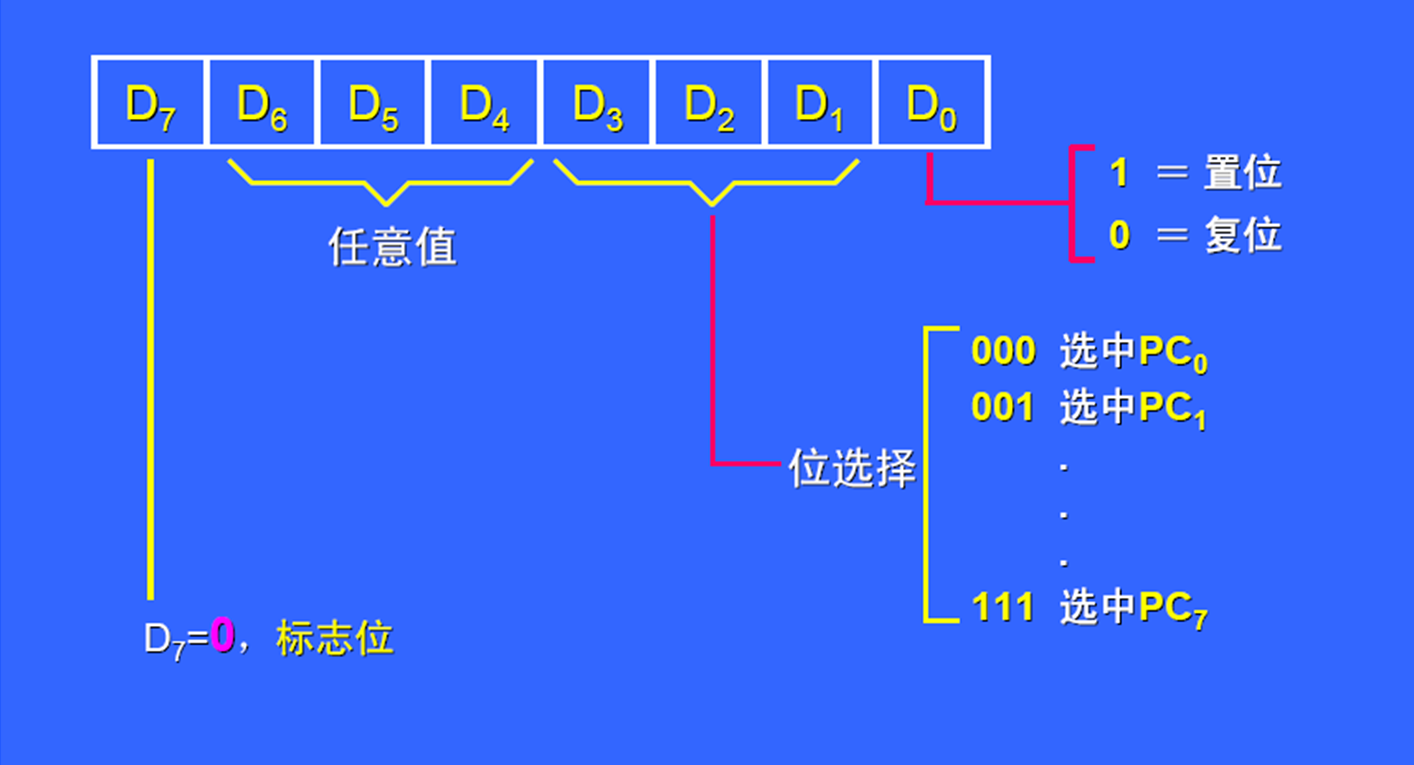 D₇ D₆ D₅ D₄ D₃ D₂ D₁ D₀
1 = 置位
0 = 复位
任意值
000 选中PC₀
001 选中PC₁
.
.
.
位选择
111 选中PC₇
D₇=0，标志位